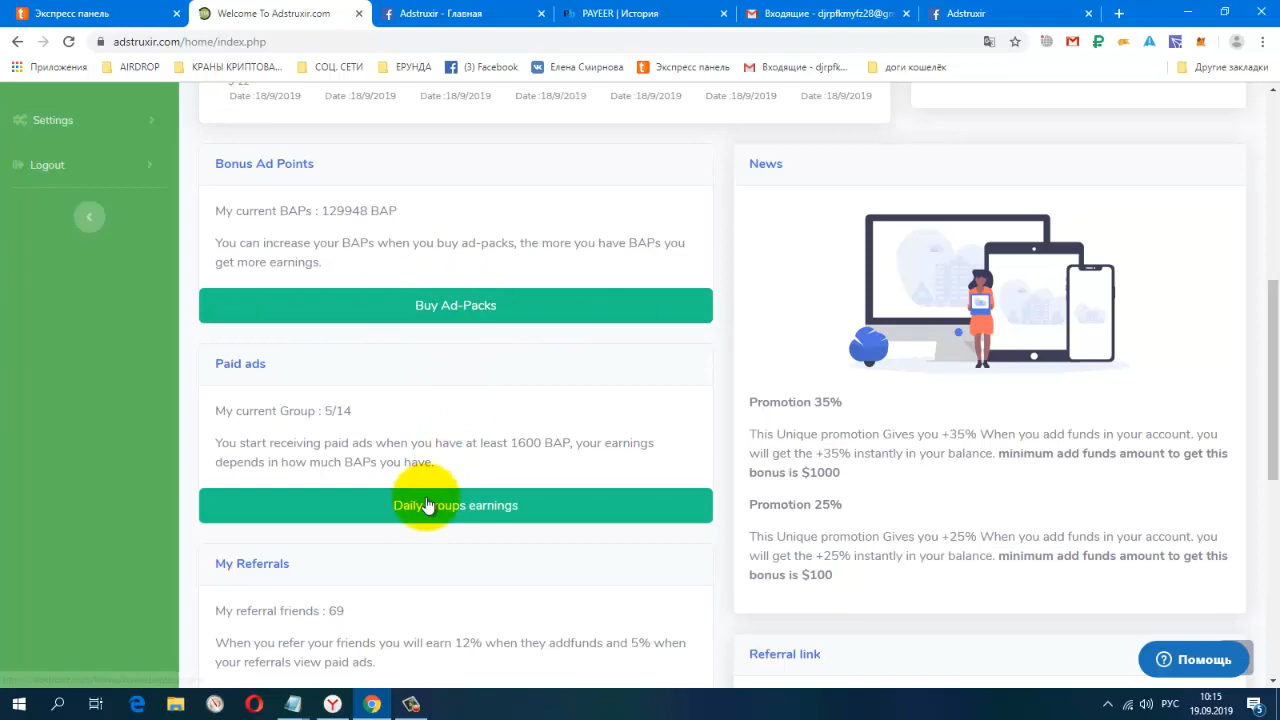 Экспресс панель
Welcome To Adstruxir.com
Adstruxir - Главная
PAYEER | История
Входящие - djrpfkmyfz28@gm
Adstruxir
adstruxir.com/home/index.php
Приложения
AIRDROP
КРАНЫ КРИПТОВА...
СОЦ. СЕТИ
ЕРУНДА
(3) Facebook
Елена Смирнова
Экспресс панель
Входящие - djrpfk...
доги кошелёк
Другие закладки
Date :18/9/2019 Date :18/9/2019 Date :18/9/2019 Date :18/9/2019 Date :18/9/2019 Date :18/9/2019 Date :18/9/2019
Settings
Logout
Bonus Ad Points
My current BAPs : 129948 BAP
You can increase your BAPs when you buy ad-packs, the more you have BAPs you
get more earnings.
Buy Ad-Packs
Paid ads
My current Group : 5/14
You start receiving paid ads when you have at least 1600 BAP, your earnings
depends in how much BAPs you have.
Daily groups earnings
My Referrals
My referral friends : 69
When you refer your friends you will earn 12% when they addfunds and 5% when
your referrals view paid ads.
News
Promotion 35%
This Unique promotion Gives you +35% When you add funds in your account. you
will get the +35% instantly in your balance. minimum add funds amount to get this
bonus is $1000
Promotion 25%
This Unique promotion Gives you +25% When you add funds in your account. you
will get the +25% instantly in your balance. minimum add funds amount to get this
bonus is $100
Referral link
Помощь
РУС
10:15
19.09.2019
5